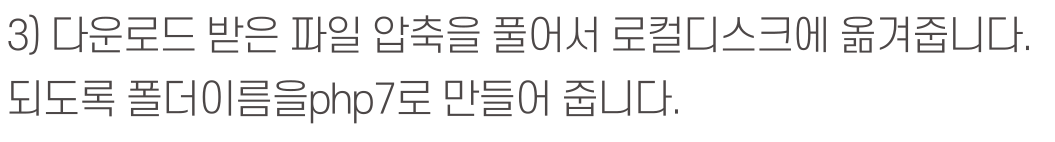 3) 다운로드 받은 파일 압축을 풀어서 로컬디스크에 옮겨줍니다.
되도록 폴더이름을php7로 만들어 줍니다.